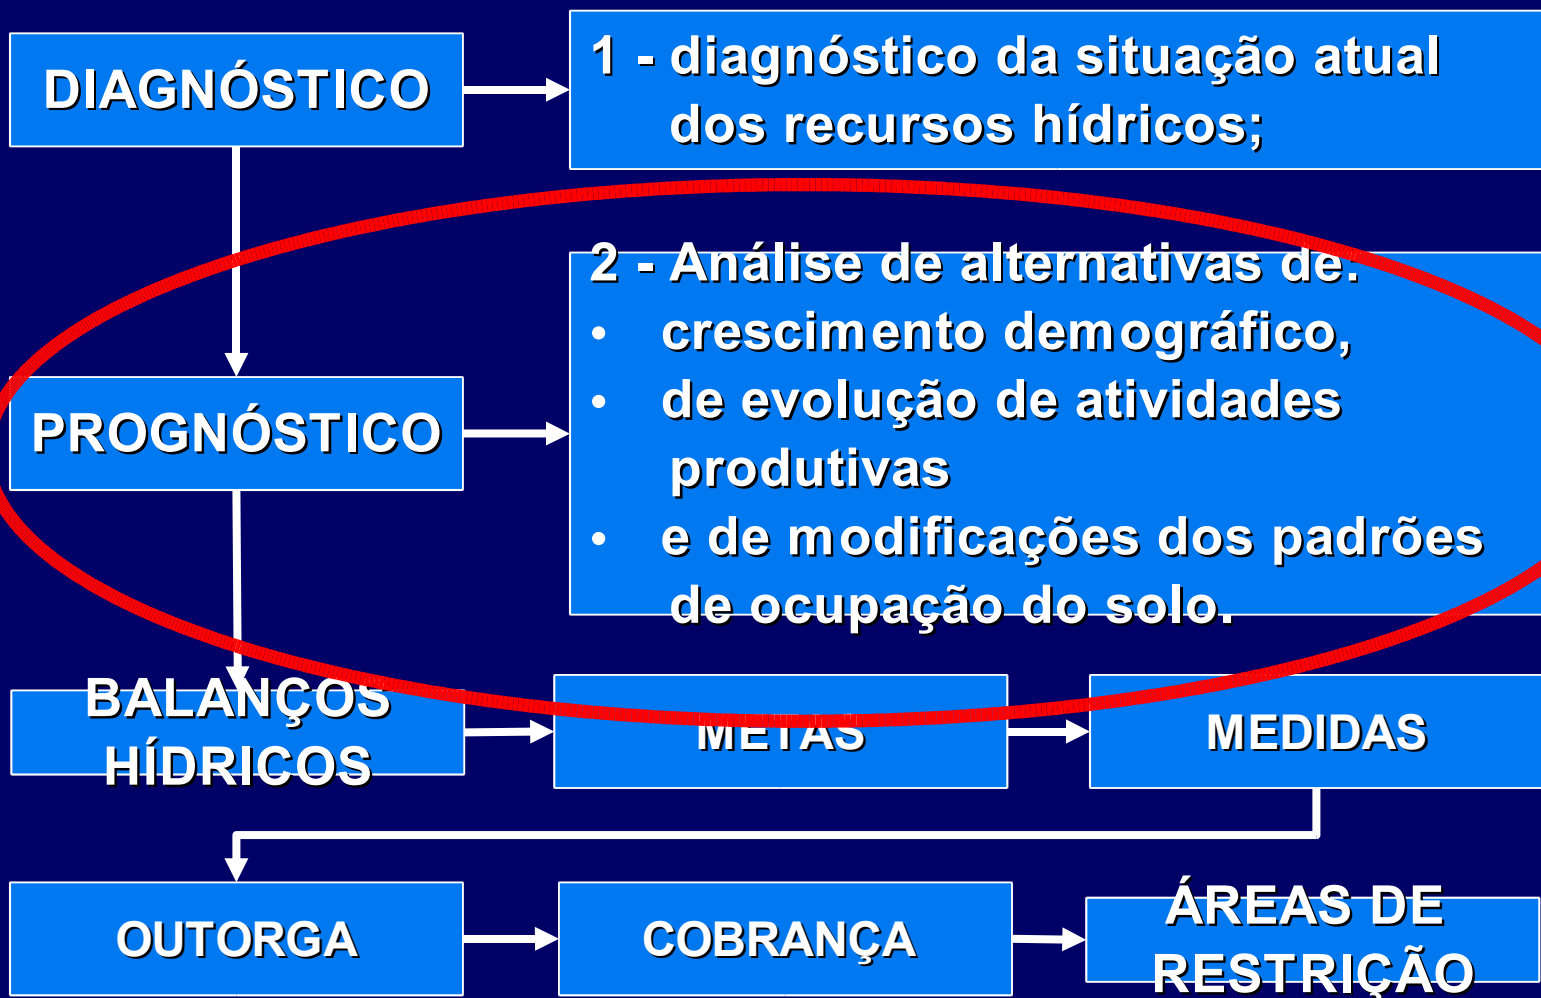 DIAGNÓSTICO
1 - diagnóstico da situação atual
dos recursos hídricos;
2 - Análise de alternativas de:
• crescimento demográfico,
• de evolução de atividades
produtivas
• e de modificações dos padrões
de ocupação do solo.
PROGNÓSTICO
BALANÇOS
HÍDRICOS
METAS
MEDIDAS
OUTORGA
COBRANÇA
ÁREAS DE
RESTRIÇÃO